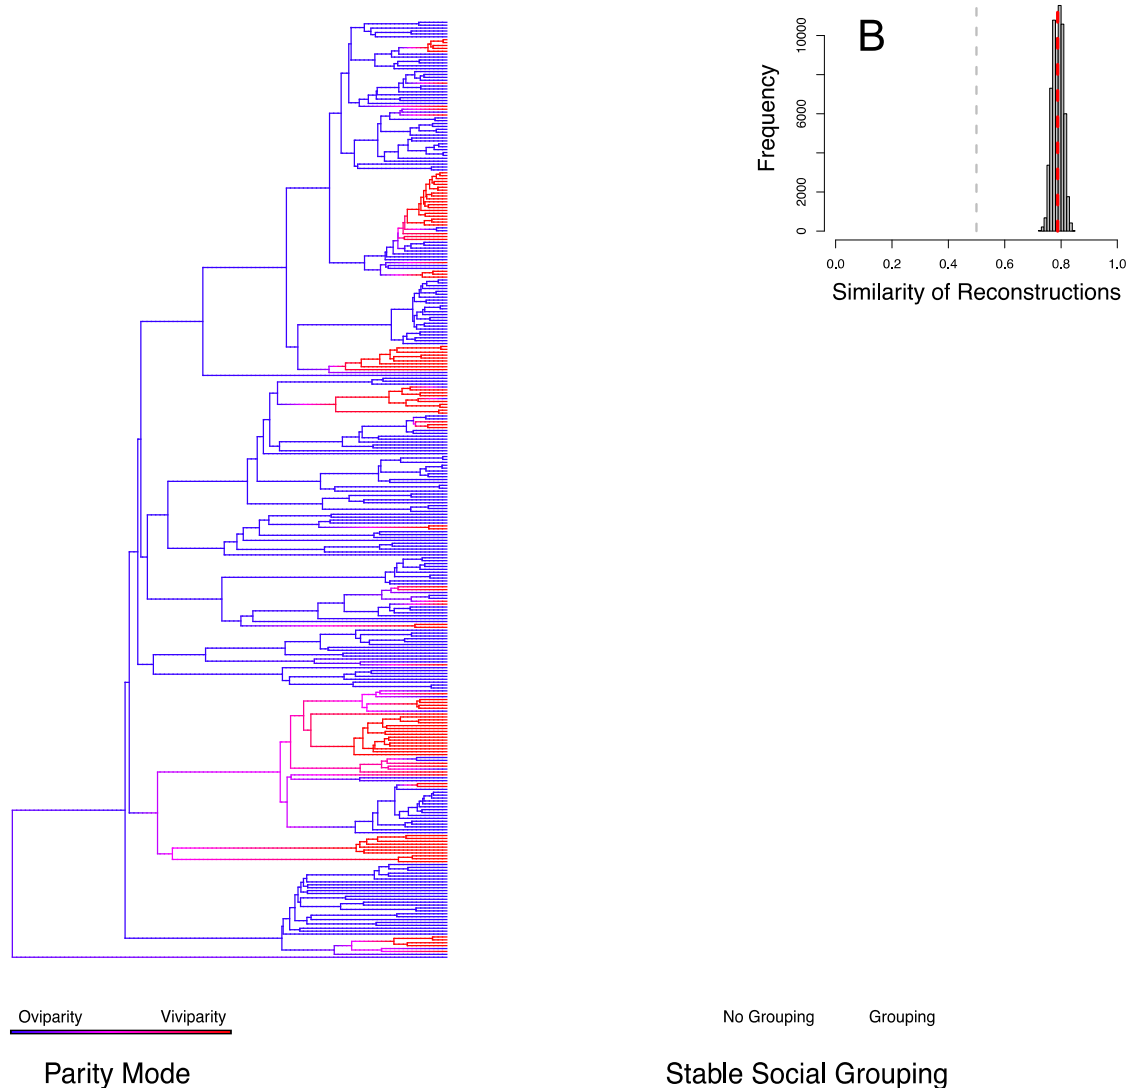 B
Frequency
10000
6000
2000
0
0.0 0.2 0.4 0.6 0.8 1.0
Similarity of Reconstructions
Oviparity Viviparity
No Grouping Grouping
Parity Mode
Stable Social Grouping